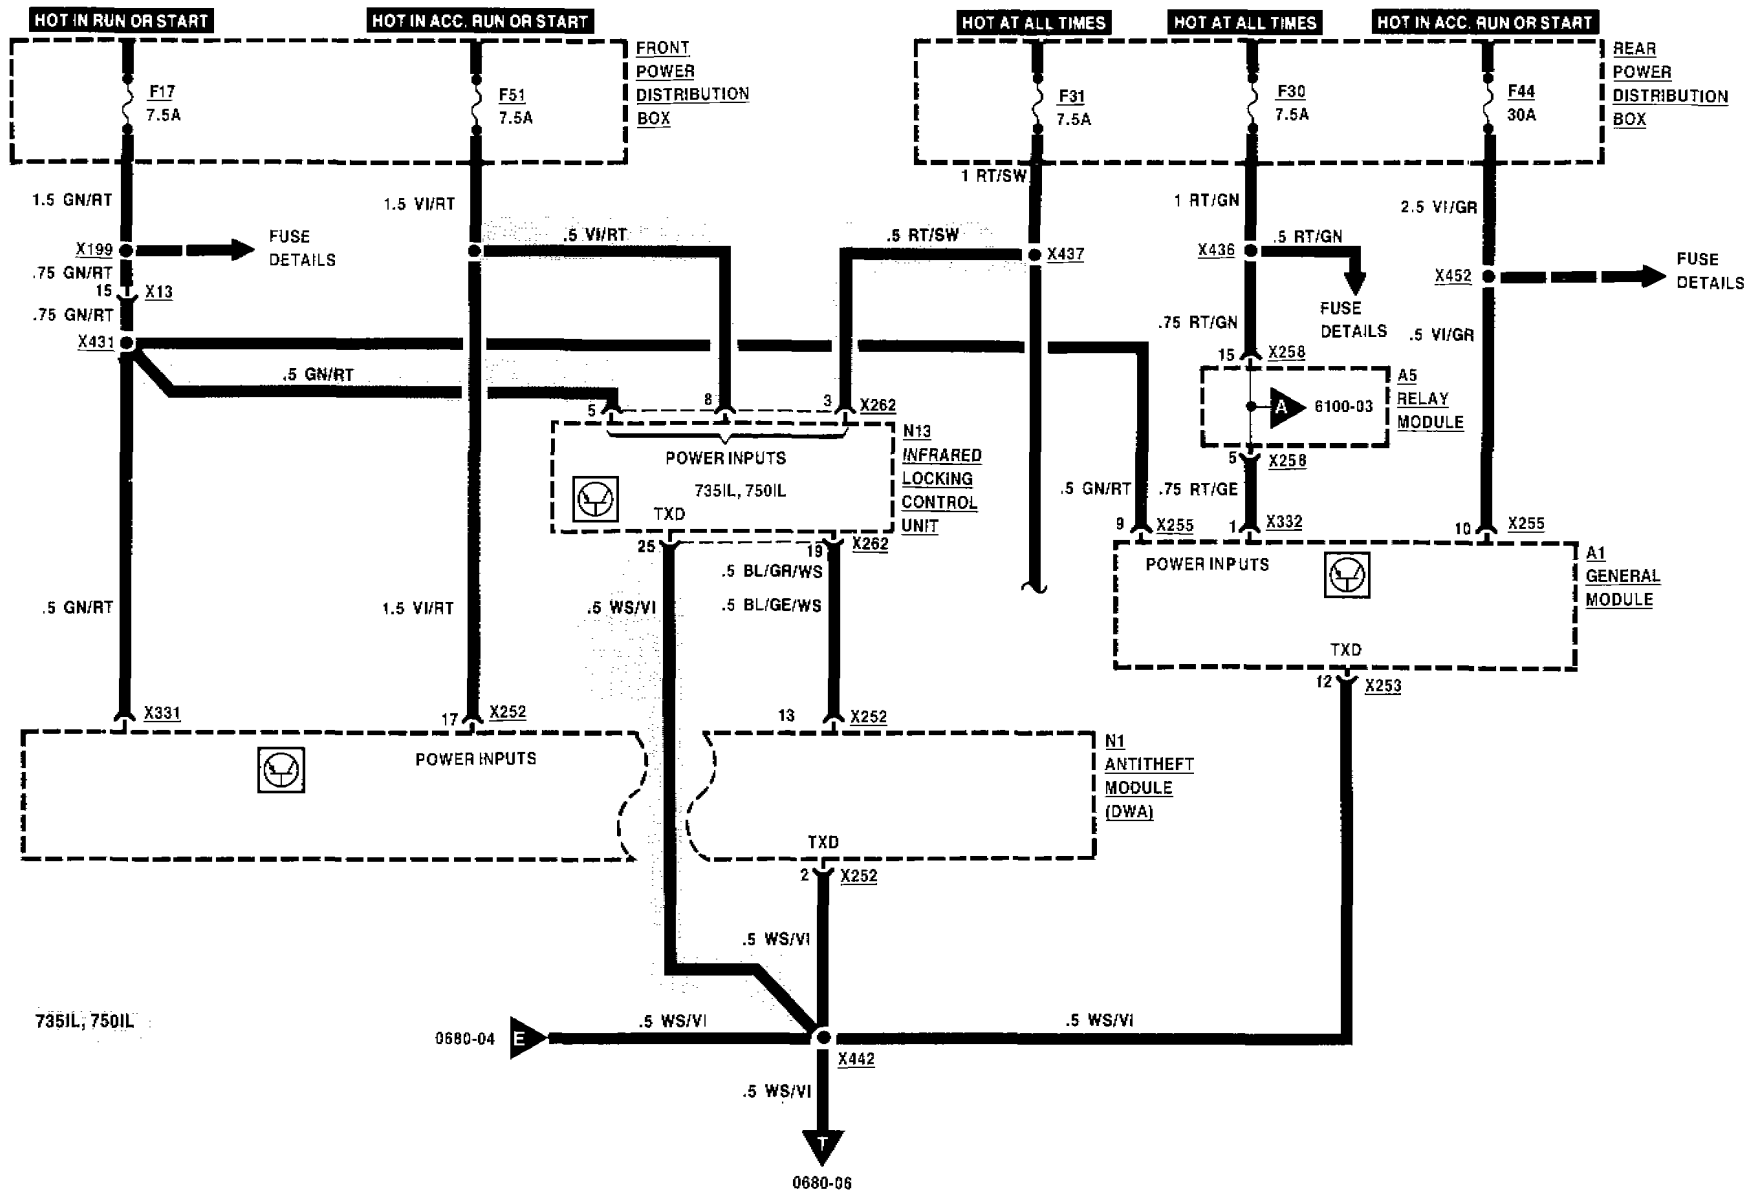 HOT IN RUN OR START
HOT IN ACC. RUN OR START
HOT AT ALL TIMES
HOT AT ALL TIMES
HOT IN ACC. RUN OR START
FRONT
POWER
DISTRIBUTION
BOX
REAR
POWER
DISTRIBUTION
BOX
F17
7.5A
F51
7.5A
F31
7.5A
F30
7.5A
F44
30A
1.5 GN/RT
1.5 VI/RT
1 RT/SW
1 RT/GN
2.5 VI/GR
X199
FUSE
DETAILS
.5 VI/RT
.5 RT/SW
X437
X436
.5 RT/GN
X452
FUSE
DETAILS
.75 GN/RT
15
X13
.75 GN/RT
X431
FUSE
DETAILS
.75 RT/GN
.5 VI/GR
15
X258
.5 GN/RT
5
8
3
X262
A
6100-03
A5
RELAY
MODULE
POWER INPUTS
735IL, 750IL
TXD
N13
INFRARED
LOCKING
CONTROL
UNIT
5
X258
.5 GN/RT
.75 RT/GE
9
X255
1
X332
10
X255
25
19
X262
POWER INPUTS
A1
GENERAL
MODULE
.5 BL/GR/WS
.5 BL/GE/WS
.5 GN/RT
1.5 VI/RT
.5 WS/VI
TXD
12
X253
X331
17
X252
13
X252
POWER INPUTS
N1
ANTITHEFT
MODULE
(DWA)
TXD
2
X252
.5 WS/VI
735IL, 750IL
0680-04
E
.5 WS/VI
.5 WS/VI
X442
.5 WS/VI
T
0680-06